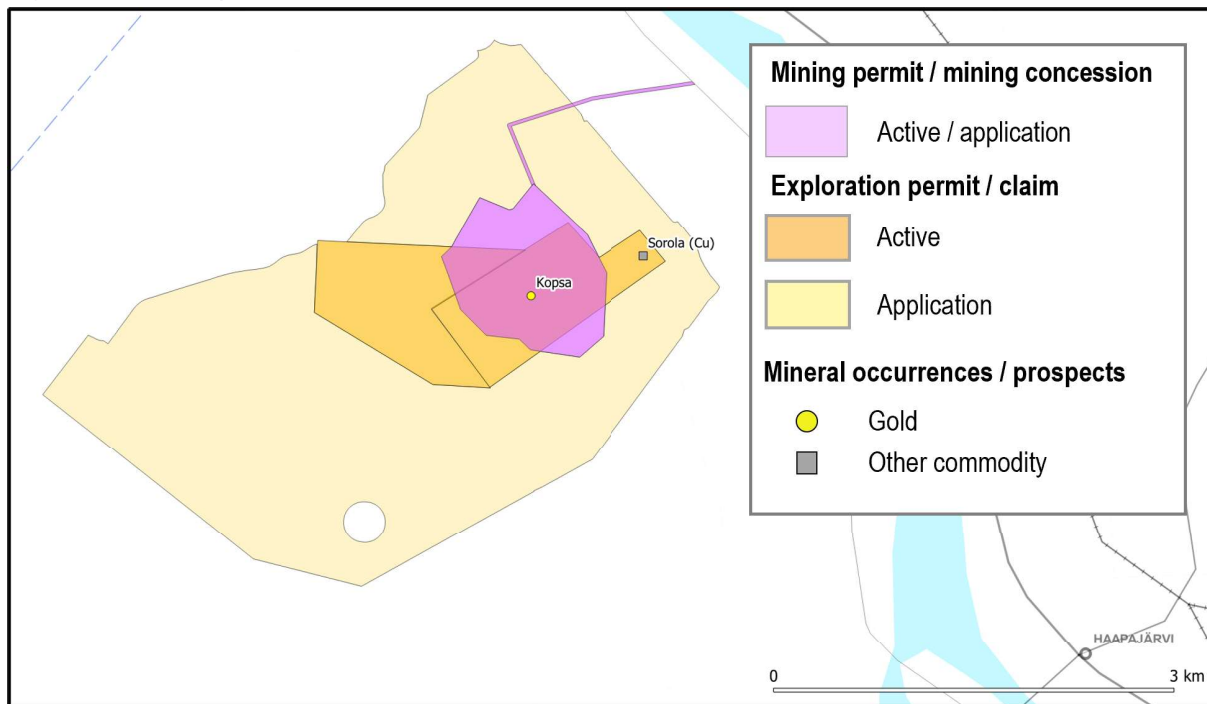 Mining permit / mining concession
Active / application
Exploration permit / claim
Active
Application
Mineral occurrences / prospects
Gold
Other commodity
Sorola (Cu)
Kopsa
HAAPAJÄRVI
0 3 km